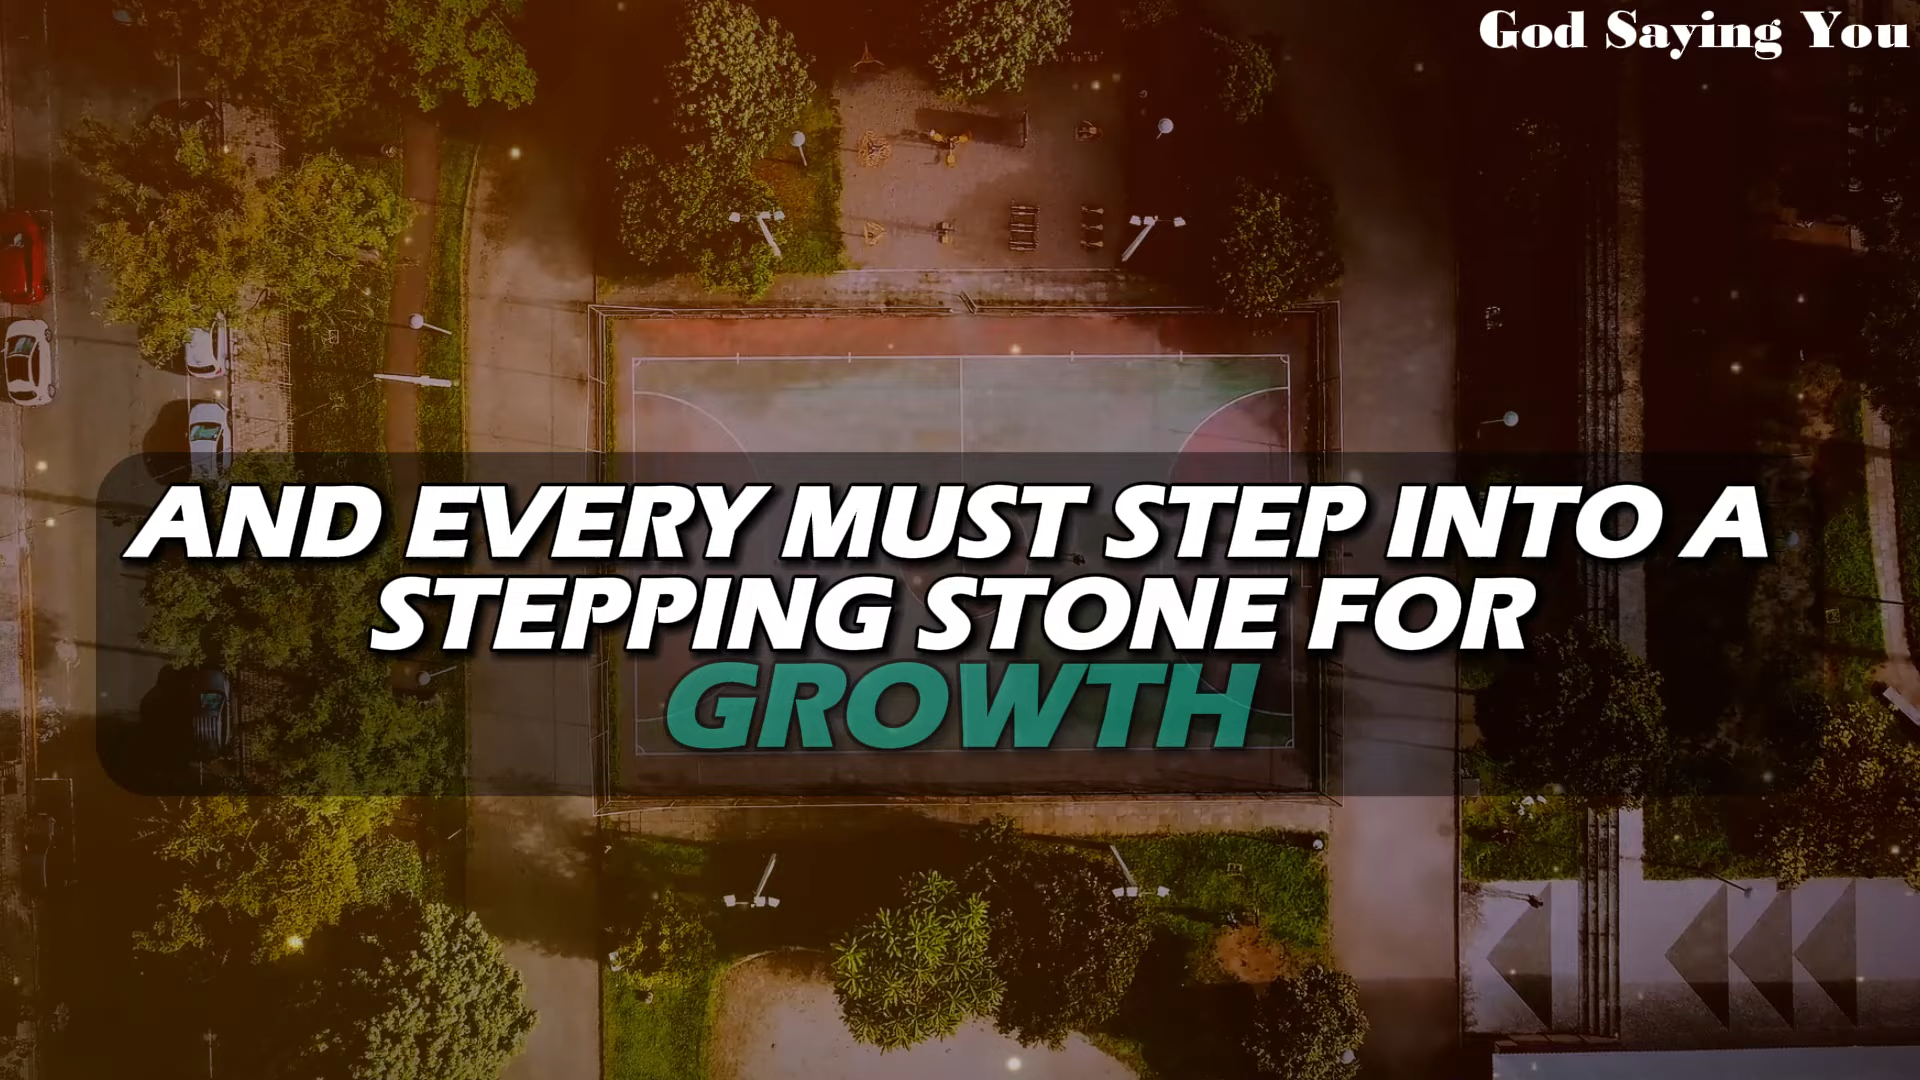 God Saying You
AND EVERY MUST STEP INTO A
STEPPING STONE FOR
GROWTH